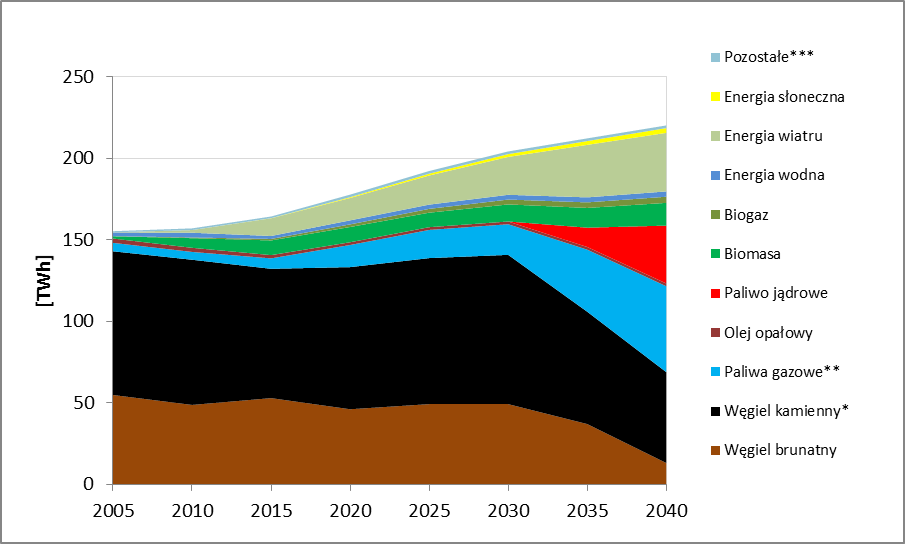 250
200
150
100
50
0
[TWh]
2005 2010 2015 2020 2025 2030 2035 2040
Pozostałe***
Energia słoneczna
Energia wiatru
Energia wodna
Biogaz
Biomasa
Paliwo jądrowe
Olej opałowy
Paliwa gazowe**
Węgiel kamienny*
Węgiel brunatny